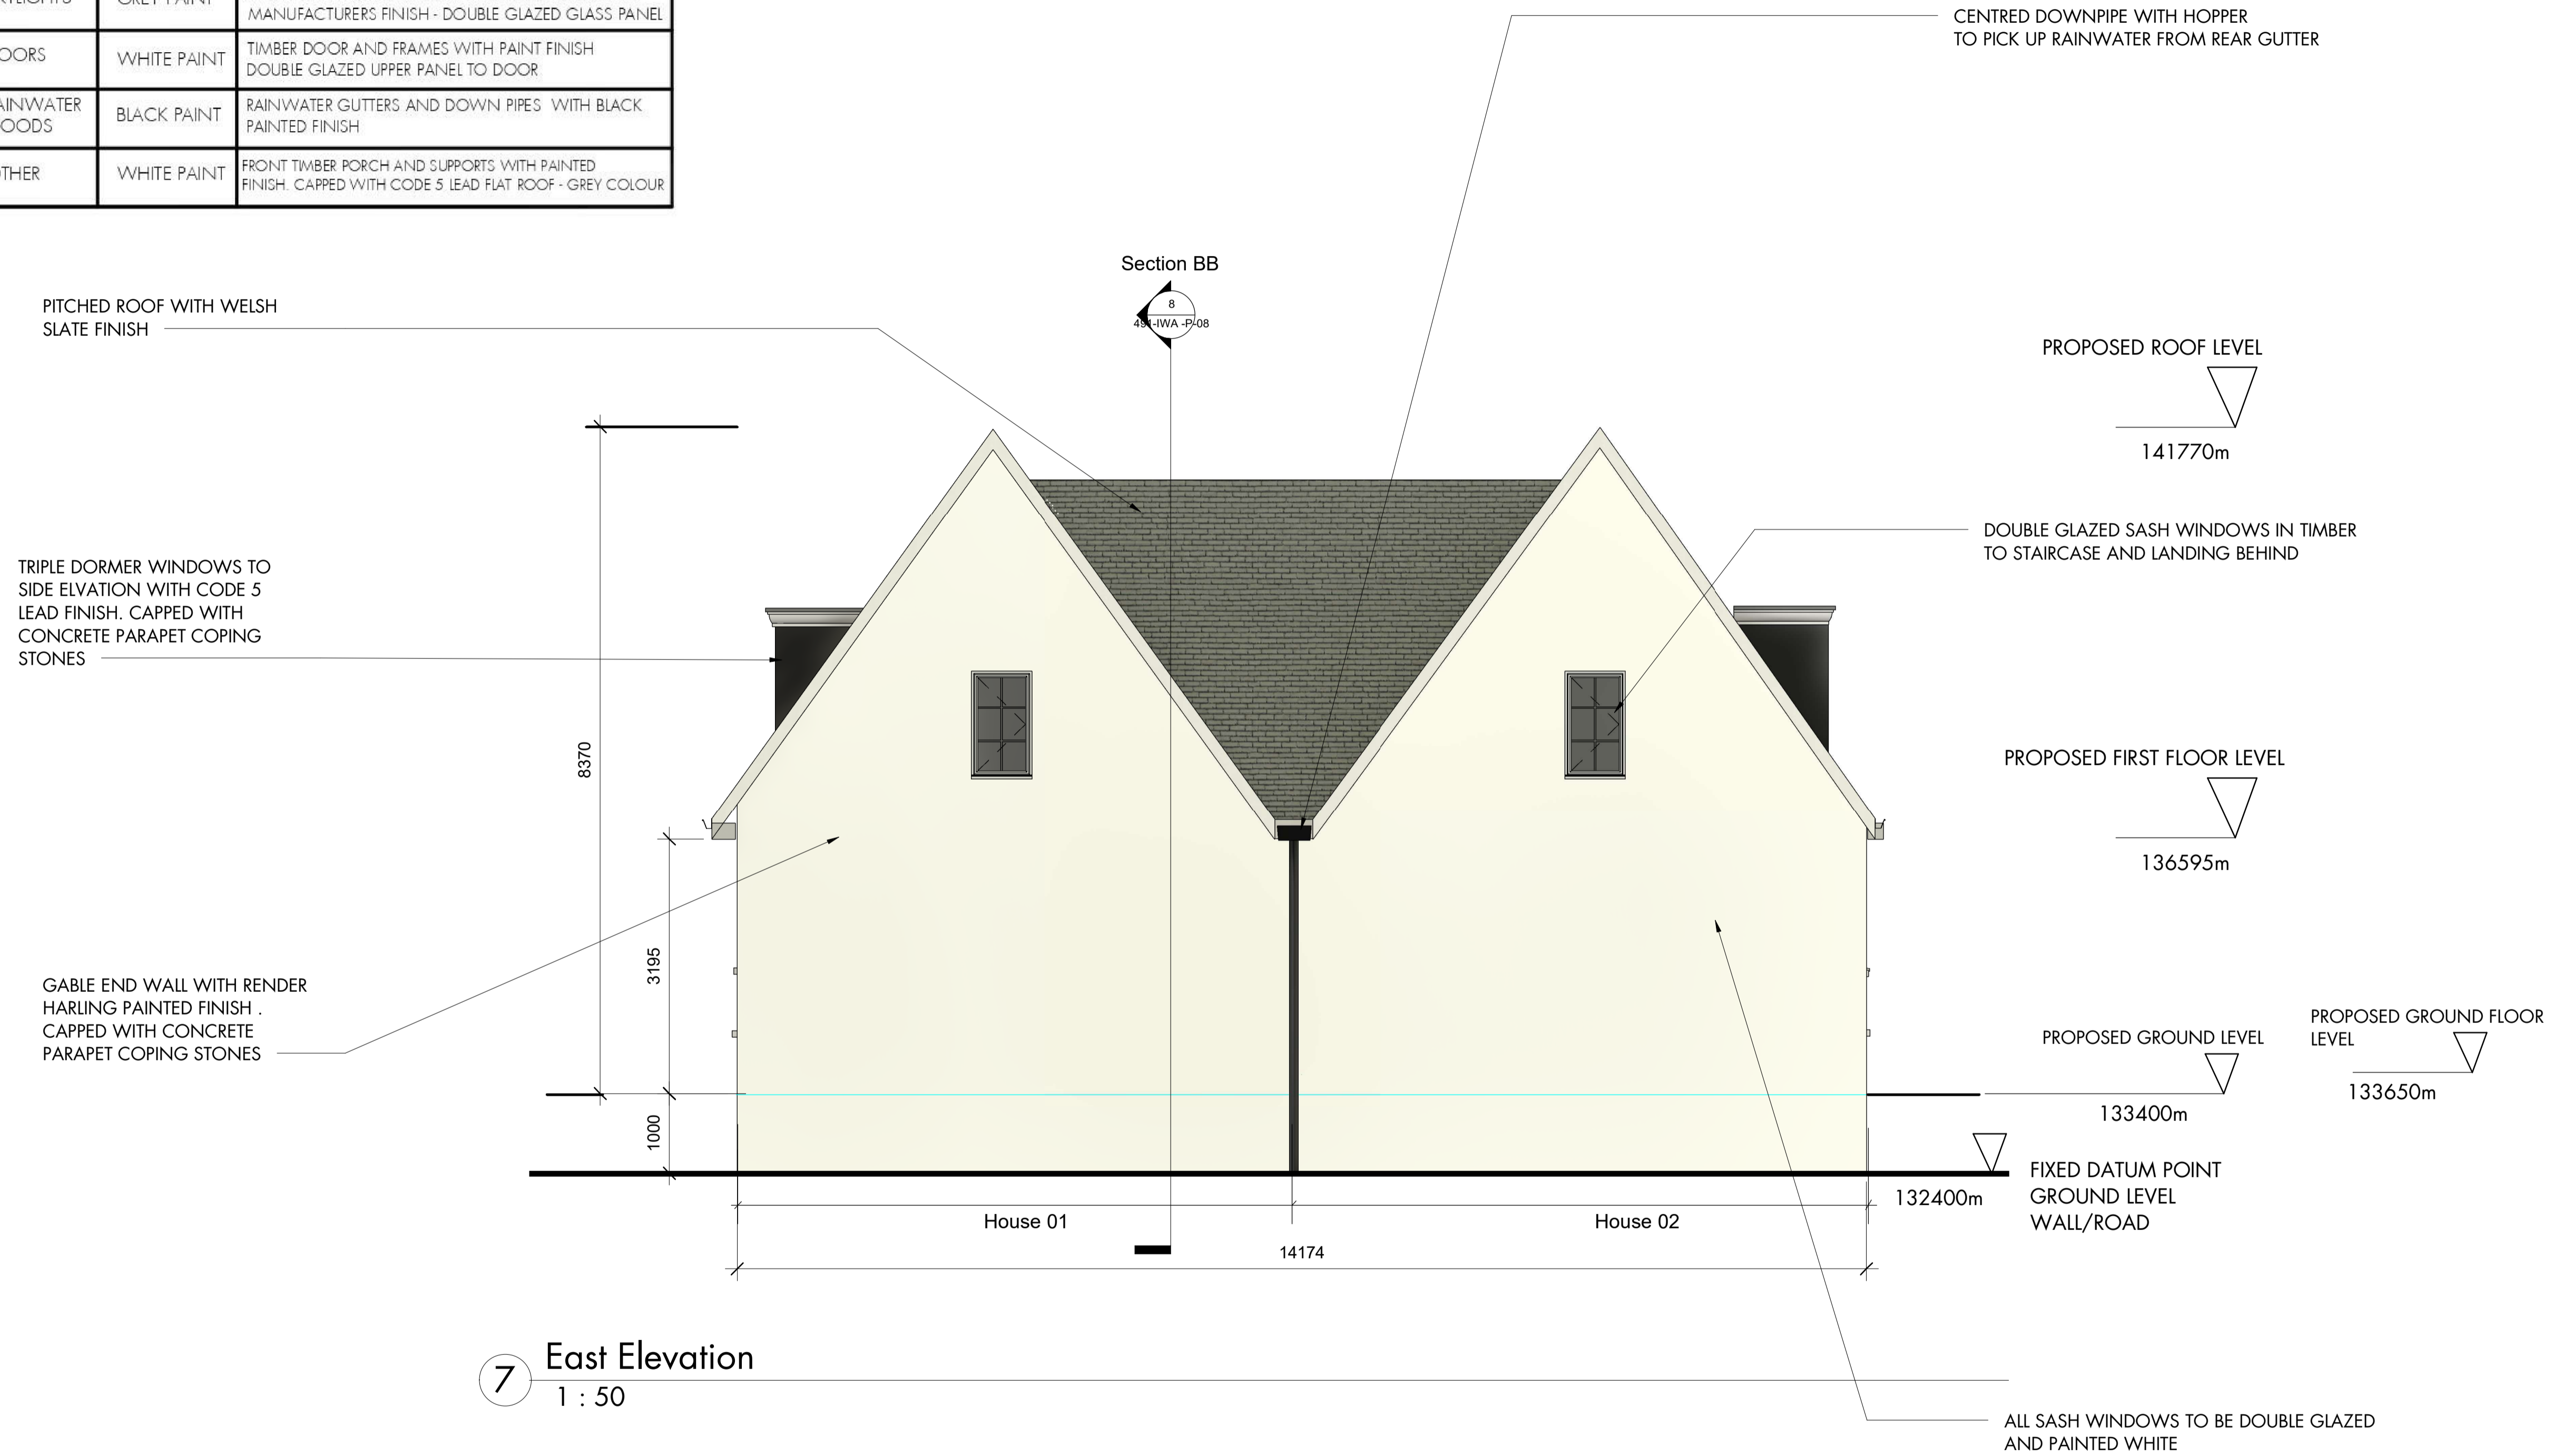 MANUFACTURERS FINISH - DOUBLE GLAZED GLASS PANEL
WHITE PAINT
TIMBER DOOR AND FRAMES WITH PAINT FINISH
DOUBLE GLAZED UPPER PANEL TO DOOR
BLACK PAINT
RAINWATER GUTTERS AND DOWN PIPES WITH BLACK
PAINTED FINISH
WHITE PAINT
FRONT TIMBER PORCH AND SUPPORTS WITH PAINTED
FINISH. CAPPED WITH CODE 5 LEAD FLAT ROOF - GREY COLOUR
CENTRED DOWNPIPE WITH HOPPER
TO PICK UP RAINWATER FROM REAR GUTTER
Section BB
8
491-IWA -P-08
PITCHED ROOF WITH WELSH
SLATE FINISH
PROPOSED ROOF LEVEL
141770m
DOUBLE GLAZED SASH WINDOWS IN TIMBER
TO STAIRCASE AND LANDING BEHIND
TRIPLE DORMER WINDOWS TO
SIDE ELVATION WITH CODE 5
LEAD FINISH. CAPPED WITH
CONCRETE PARAPET COPING
STONES
8370
PROPOSED FIRST FLOOR LEVEL
136595m
3195
GABLE END WALL WITH RENDER
HARLING PAINTED FINISH .
CAPPED WITH CONCRETE
PARAPET COPING STONES
PROPOSED GROUND LEVEL
133400m
PROPOSED GROUND FLOOR
LEVEL
133650m
1000
132400m
FIXED DATUM POINT
GROUND LEVEL
WALL/ROAD
House 01
House 02
14174
7
East Elevation
1 : 50
ALL SASH WINDOWS TO BE DOUBLE GLAZED
AND PAINTED WHITE